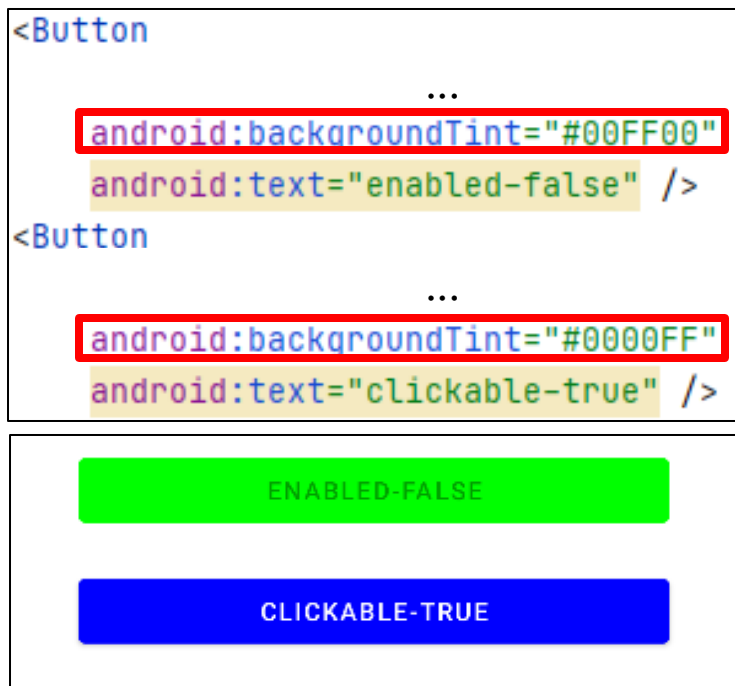 <Button
...
android:backgroundTint="#00FF00"
android:text="enabled-false" />
<Button
...
android:backgroundTint="#0000FF"
android:text="clickable-true" />
ENABLED-FALSE
CLICKABLE-TRUE